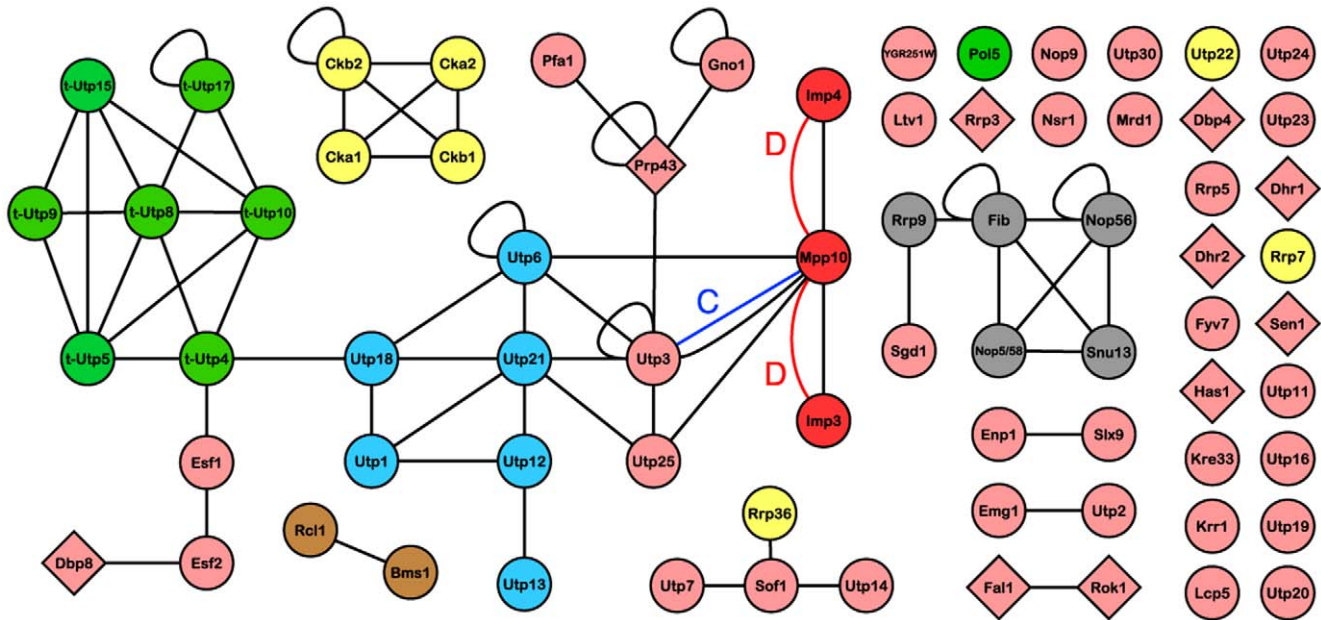 YGR251W Pol5 Nop9 Utp30 Utp22 Utp24
Pfa1 Gno1
Ckb2 Cka2
t-Utp15 t-Utp17
Imp4
Ltv1 Rrp3 Nsr1 Mrd1 Dbp4 Utp23
D
Cka1 Ckb1
Prp43
Rrp5 Dhr1
t-Utp9 t-Utp8 t-Utp10
Rrp9 Fib Nop56
Utp6 Mpp10
Dhr2 Rrp7
C
Fyv7 Sen1
t-Utp5 t-Utp4 Utp18 Utp21 Utp3
Sgd1 Nop5/58 Snu13
D
Has1 Utp11
Imp3
Enp1 Slx9
Esf1 Utp1 Utp12 Utp25
Kre33 Utp16
Rrp36
Emg1 Utp2
Rcl1
Krr1 Utp19
Dbp8 Esf2
Bms1 Utp13
Utp7 Sof1 Utp14
Fal1 Rok1
Lcp5 Utp20